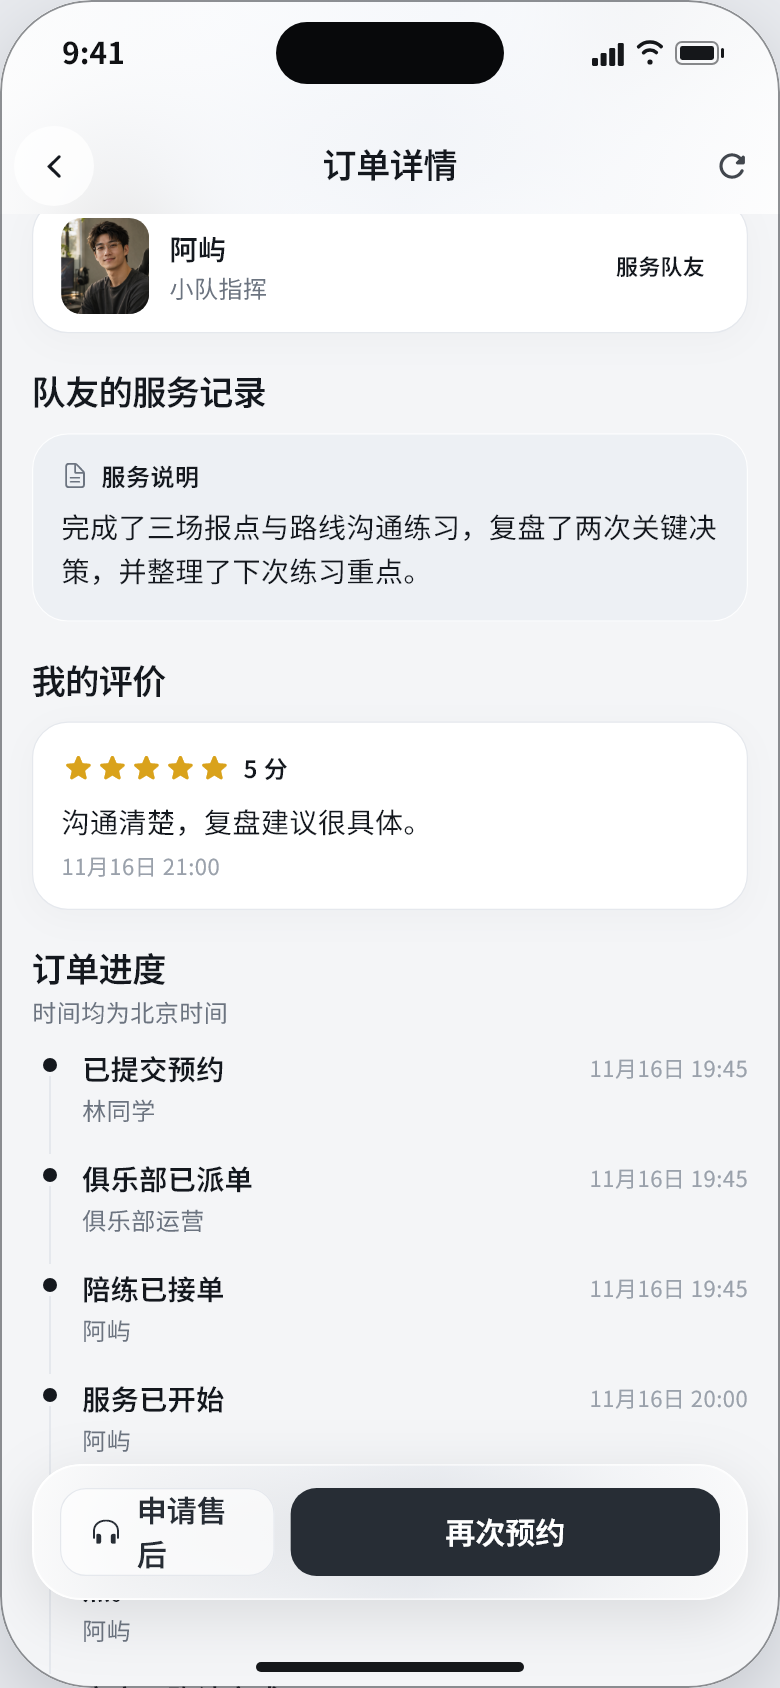 9:41
订单详情
阿屿
小队指挥
服务队友
队友的服务记录
服务说明
完成了三场报点与路线沟通练习，复盘了两次关键决
策，并整理了下次练习重点。
我的评价
5 分
沟通清楚，复盘建议很具体。
11月16日 21:00
订单进度
时间均为北京时间
已提交预约
11月16日 19:45
林同学
俱乐部已派单
11月16日 19:45
俱乐部运营
陪练已接单
11月16日 19:45
阿屿
服务已开始
11月16日 20:00
阿屿
申请售
后
再次预约
阿屿